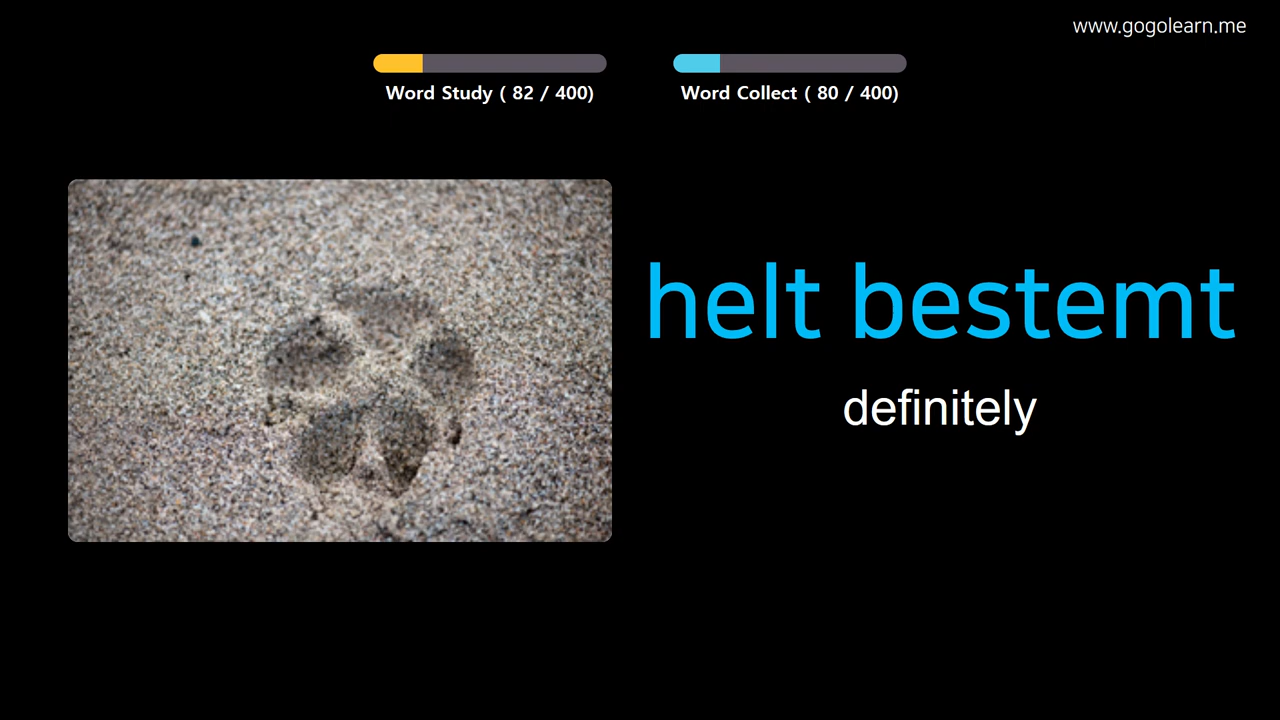 www.gogolearn.me
Word Study ( 82 / 400)
Word Collect ( 80 / 400)
helt bestemt
definitely